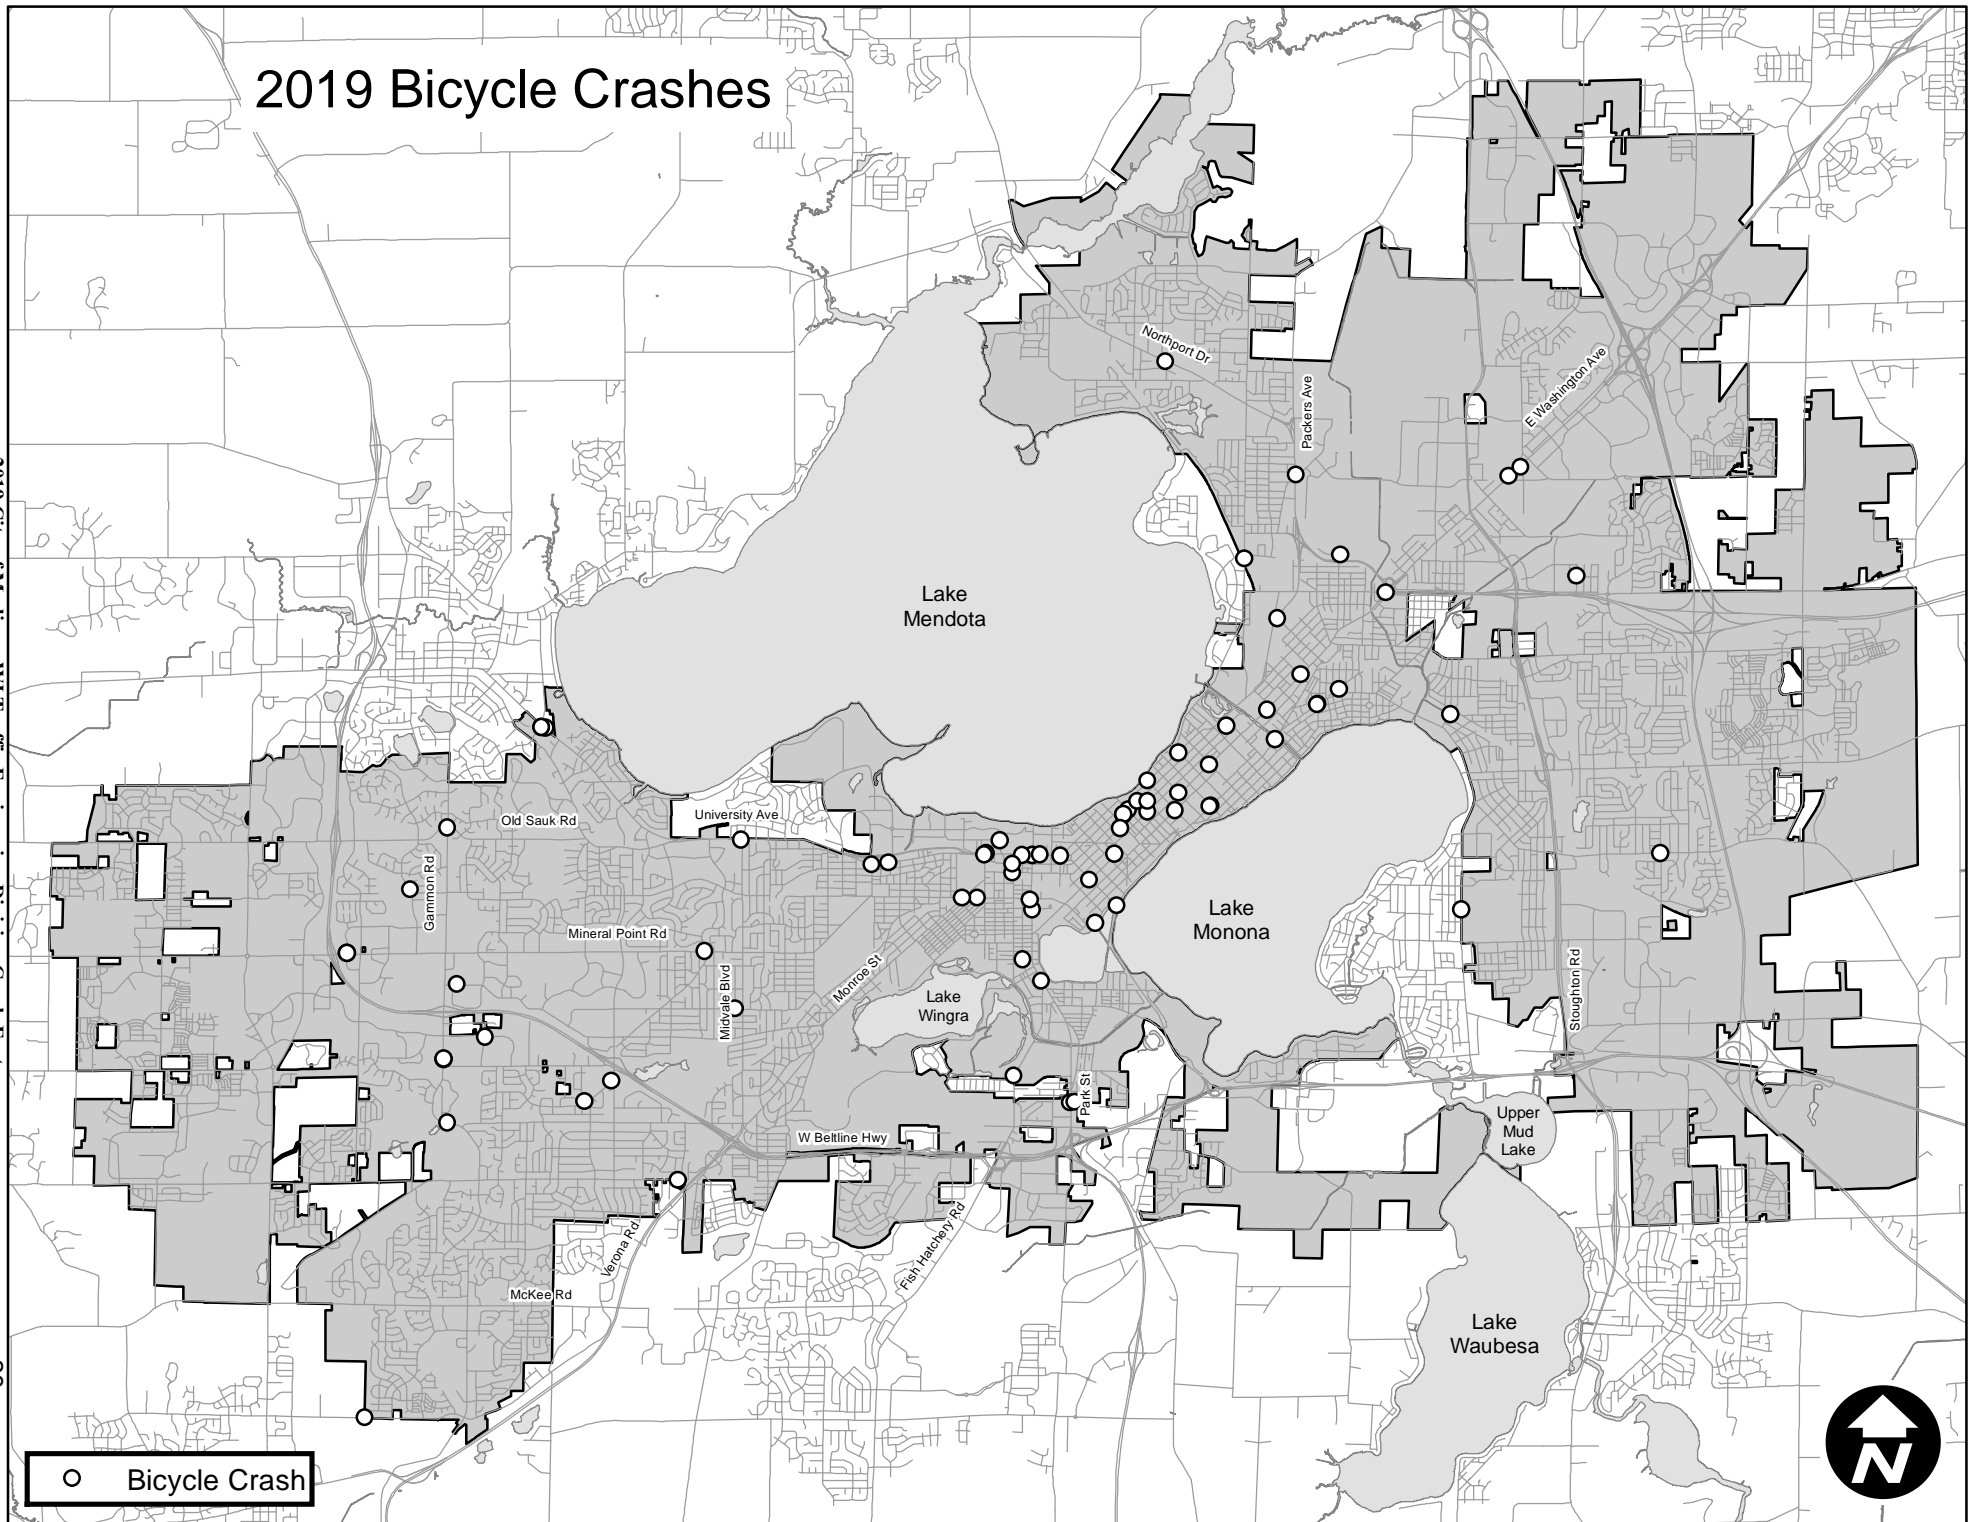 2019 Bicycle Crashes
Northport Dr
Packers Ave
E Washington Ave
Lake
Mendota
Old Sauk Rd
University Ave
Gammon Rd
Mineral Point Rd
Midvale Blvd
Monroe St
Lake
Wingra
Lake
Monona
Stoughton Rd
Park St
W Beltline Hwy
Upper
Mud
Lake
Verona Rd
Fish Hatchery Rd
McKee Rd
Lake
Waubesa
Bicycle Crash
N